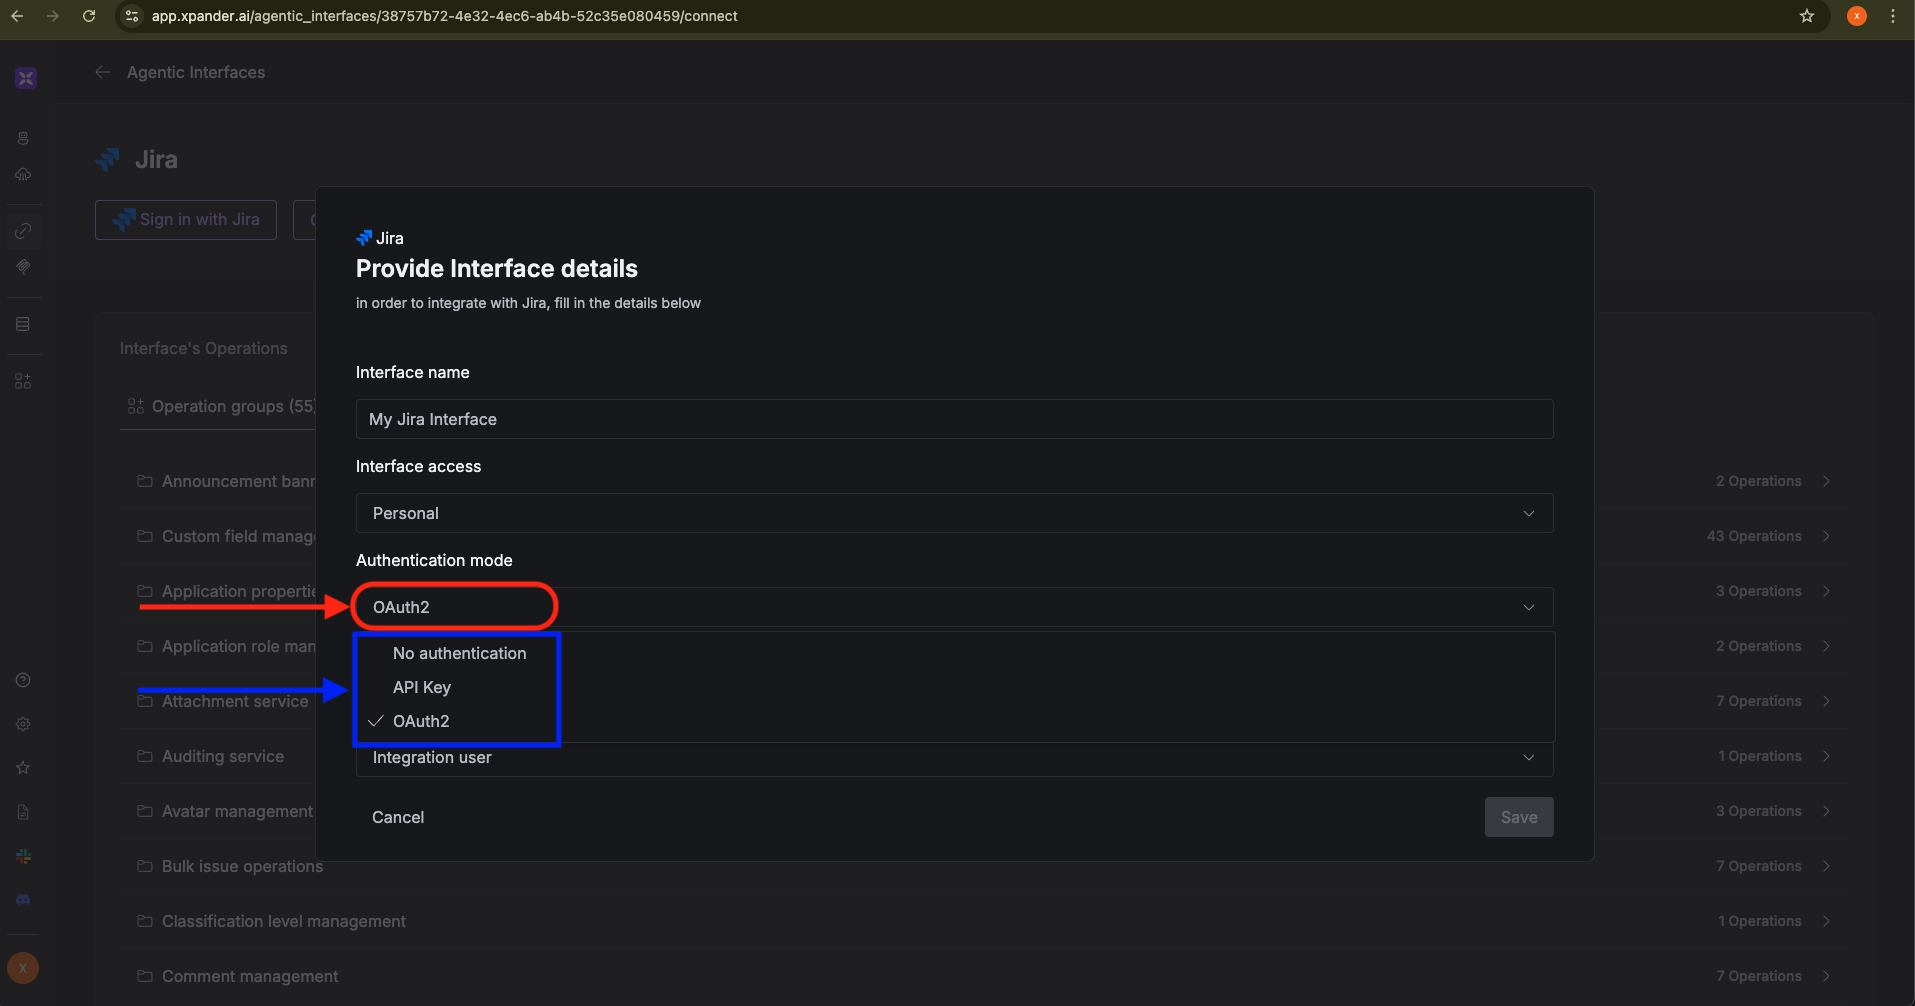 app.xpander.ai/agentic_interfaces/38757b72-4e32-4ec6-ab4b-52c35e080459/connect
x
Agentic Interfaces
Jira
Sign in with Jira
Jira
Provide Interface details
in order to integrate with Jira, fill in the details below
Interface name
My Jira Interface
Interface access
Personal
Authentication mode
OAuth2
No authentication
API Key
OAuth2
Integration user
Cancel
Save
Interface's Operations
Operation groups (55)
Announcement
2 Operations
Custom field
43 Operations
Application
3 Operations
Application role
2 Operations
Attachment service
7 Operations
Auditing service
1 Operations
Avatar management
3 Operations
Bulk issue operations
7 Operations
Classification level management
1 Operations
Comment management
7 Operations
X